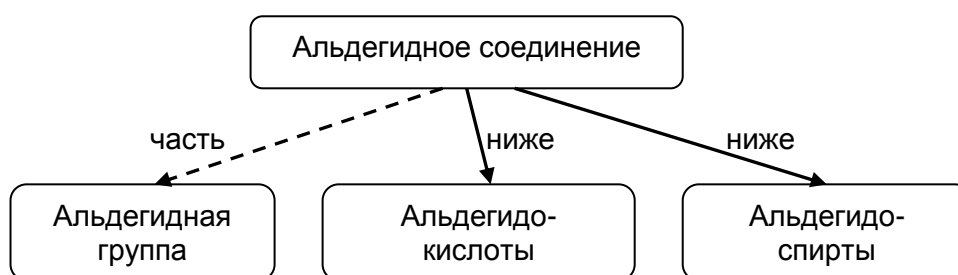 Альдегидное соединение
часть
ниже
ниже
Альдегидная
группа
Альдегидо-
кислоты
Альдегидо-
спирты